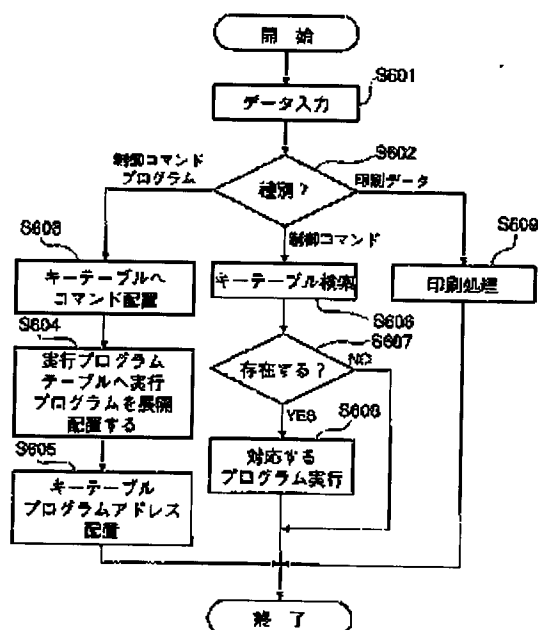 開始
S601
データ入力
S602
種別?
制御コマンド
プログラム
印刷データ
制御コマンド
S603
キーテーブルへ
コマンド配置
S604
実行プログラム
テーブルへ実行
プログラムを展開
配置する
S605
キーテーブル
プログラムアドレス
配置
キーテーブル検索
S606
S607
存在する?
NO
YES
S608
対応する
プログラム実行
S609
印刷処理
終了